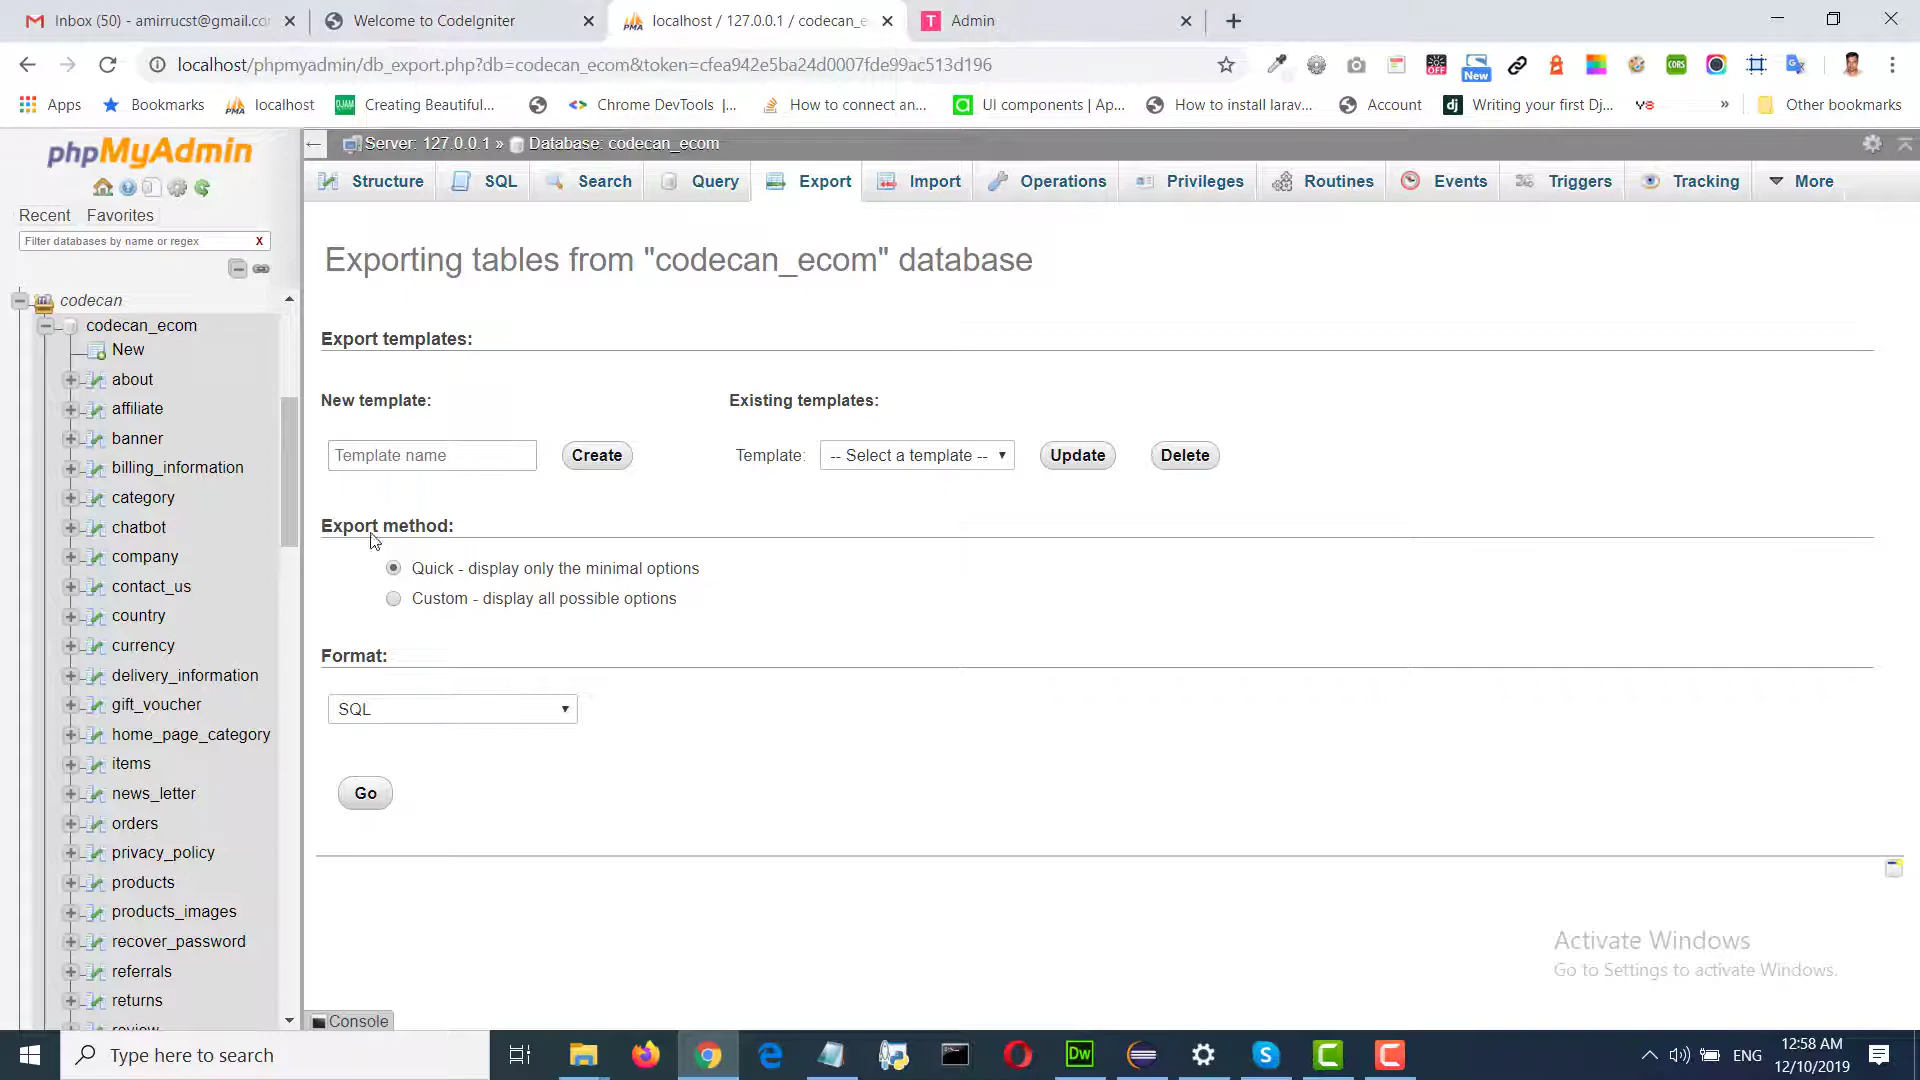 Inbox (50) - amirrucst@gmail.co
Welcome to CodeIgniter
localhost / 127.0.0.1 / codecan_e
Admin
localhost/phpmyadmin/db_export.php?db=codecan_ecom&token=cfea942e5ba24d0007fde99ac513d196
OFF
New
CORS
Apps
Bookmarks
localhost
Creating Beautiful...
Chrome DevTools |...
How to connect an...
UI components | Ap...
How to install larav...
Account
Writing your first Dj...
Other bookmarks
phpMyAdmin
Recent Favorites
Filter databases by name or regex X
codecan
codecan_ecom
New
about
affiliate
banner
billing_information
category
chatbot
company
contact_us
country
currency
delivery_information
gift_voucher
home_page_category
items
news_letter
orders
privacy_policy
products
products_images
recover_password
referrals
returns
review
Server: 127.0.0.1 » Database: codecan_ecom
Structure
SQL
Search
Query
Export
Import
Operations
Privileges
Routines
Events
Triggers
Tracking
More
Exporting tables from "codecan_ecom" database
Export templates:
New template:
Template name
Create
Existing templates:
Template: -- Select a template --
Update
Delete
Export method:
Quick - display only the minimal options
Custom - display all possible options
Format:
SQL
Go
Console
Activate Windows
Go to Settings to activate Windows.
Type here to search
Dw
ENG
12:58 AM
12/10/2019